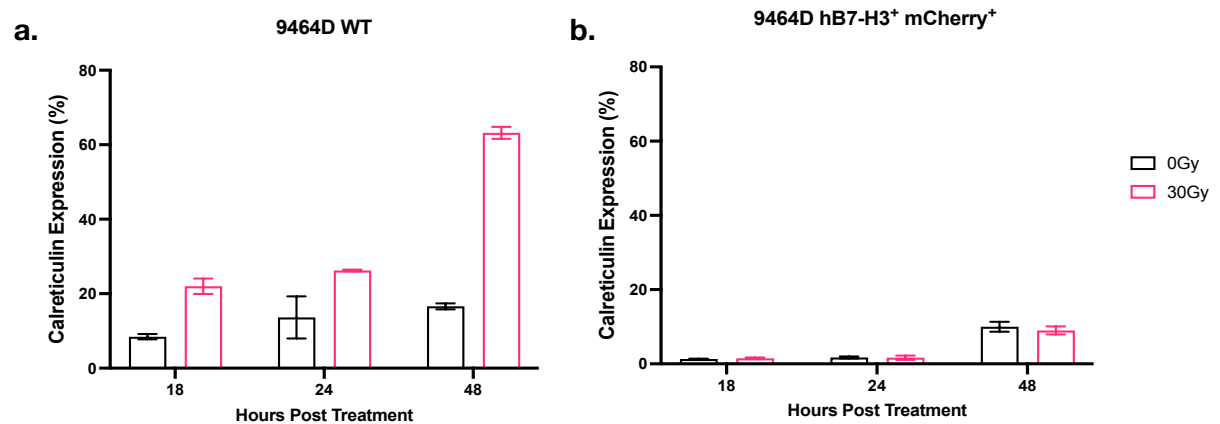 a.
9464D WT
Calreticulin Expression (%)
80
60
40
20
0
18
24
48
Hours Post Treatment
b.
9464D hB7-H3⁺ mCherry⁺
Calreticulin Expression (%)
80
60
40
20
0
18
24
48
Hours Post Treatment
0Gy
30Gy